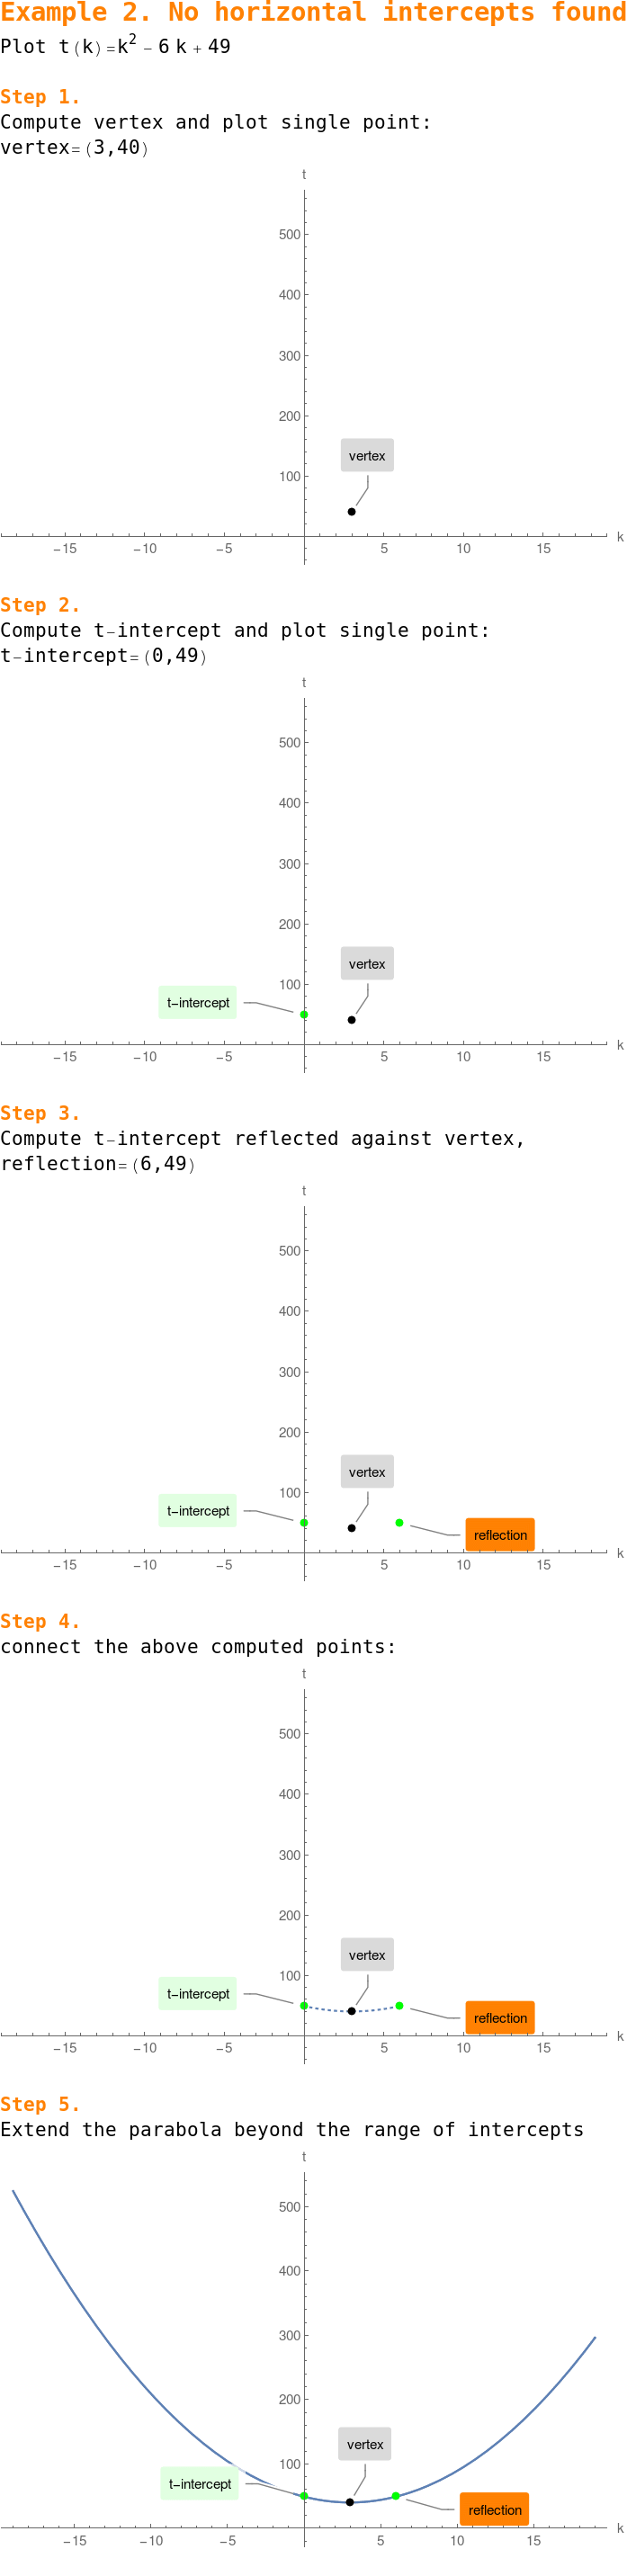 Example 2. No horizontal intercepts found
Plot t(k)=k² − 6 k + 49
Step 1.
Compute vertex and plot single point:
vertex=(3,40)
t
500
400
300
200
100
vertex
−15 −10 −5 5 10 15 k
Step 2.
Compute t−intercept and plot single point:
t−intercept=(0,49)
t
500
400
300
200
100
vertex
t−intercept
−15 −10 −5 5 10 15 k
Step 3.
Compute t−intercept reflected against vertex,
reflection=(6,49)
t
500
400
300
200
100
vertex
t−intercept
reflection
−15 −10 −5 5 10 15 k
Step 4.
connect the above computed points:
t
500
400
300
200
100
vertex
t−intercept
reflection
−15 −10 −5 5 10 15 k
Step 5.
Extend the parabola beyond the range of intercepts
t
500
400
300
200
100
vertex
t−intercept
reflection
−15 −10 −5 5 10 15 k